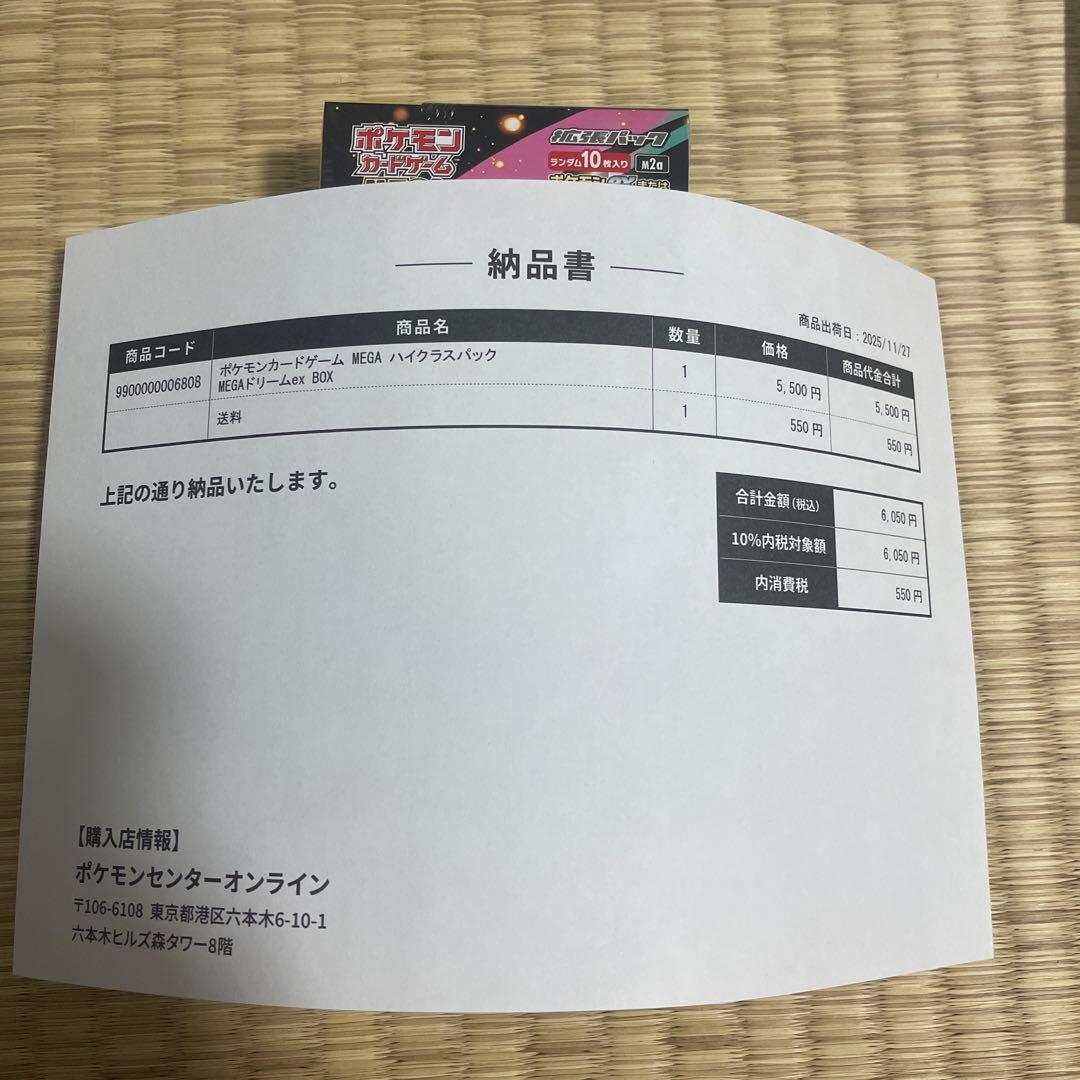 ポケモン
カードゲーム
拡張パック
ランダム10枚入り M2a
ポケモンexまたは
納品書
商品出荷日：2025/11/27
商品コード 商品名 数量 価格 商品代金合計
9900000006808 ポケモンカードゲーム MEGA ハイクラスパック
MEGAドリームex BOX 1 5,500円 5,500円
送料 1 550円 550円
上記の通り納品いたします。
合計金額(税込) 6,050円
10%内税対象額 6,050円
内消費税 550円
【購入店情報】
ポケモンセンターオンライン
〒106-6108 東京都港区六本木6-10-1
六本木ヒルズ森タワー8階